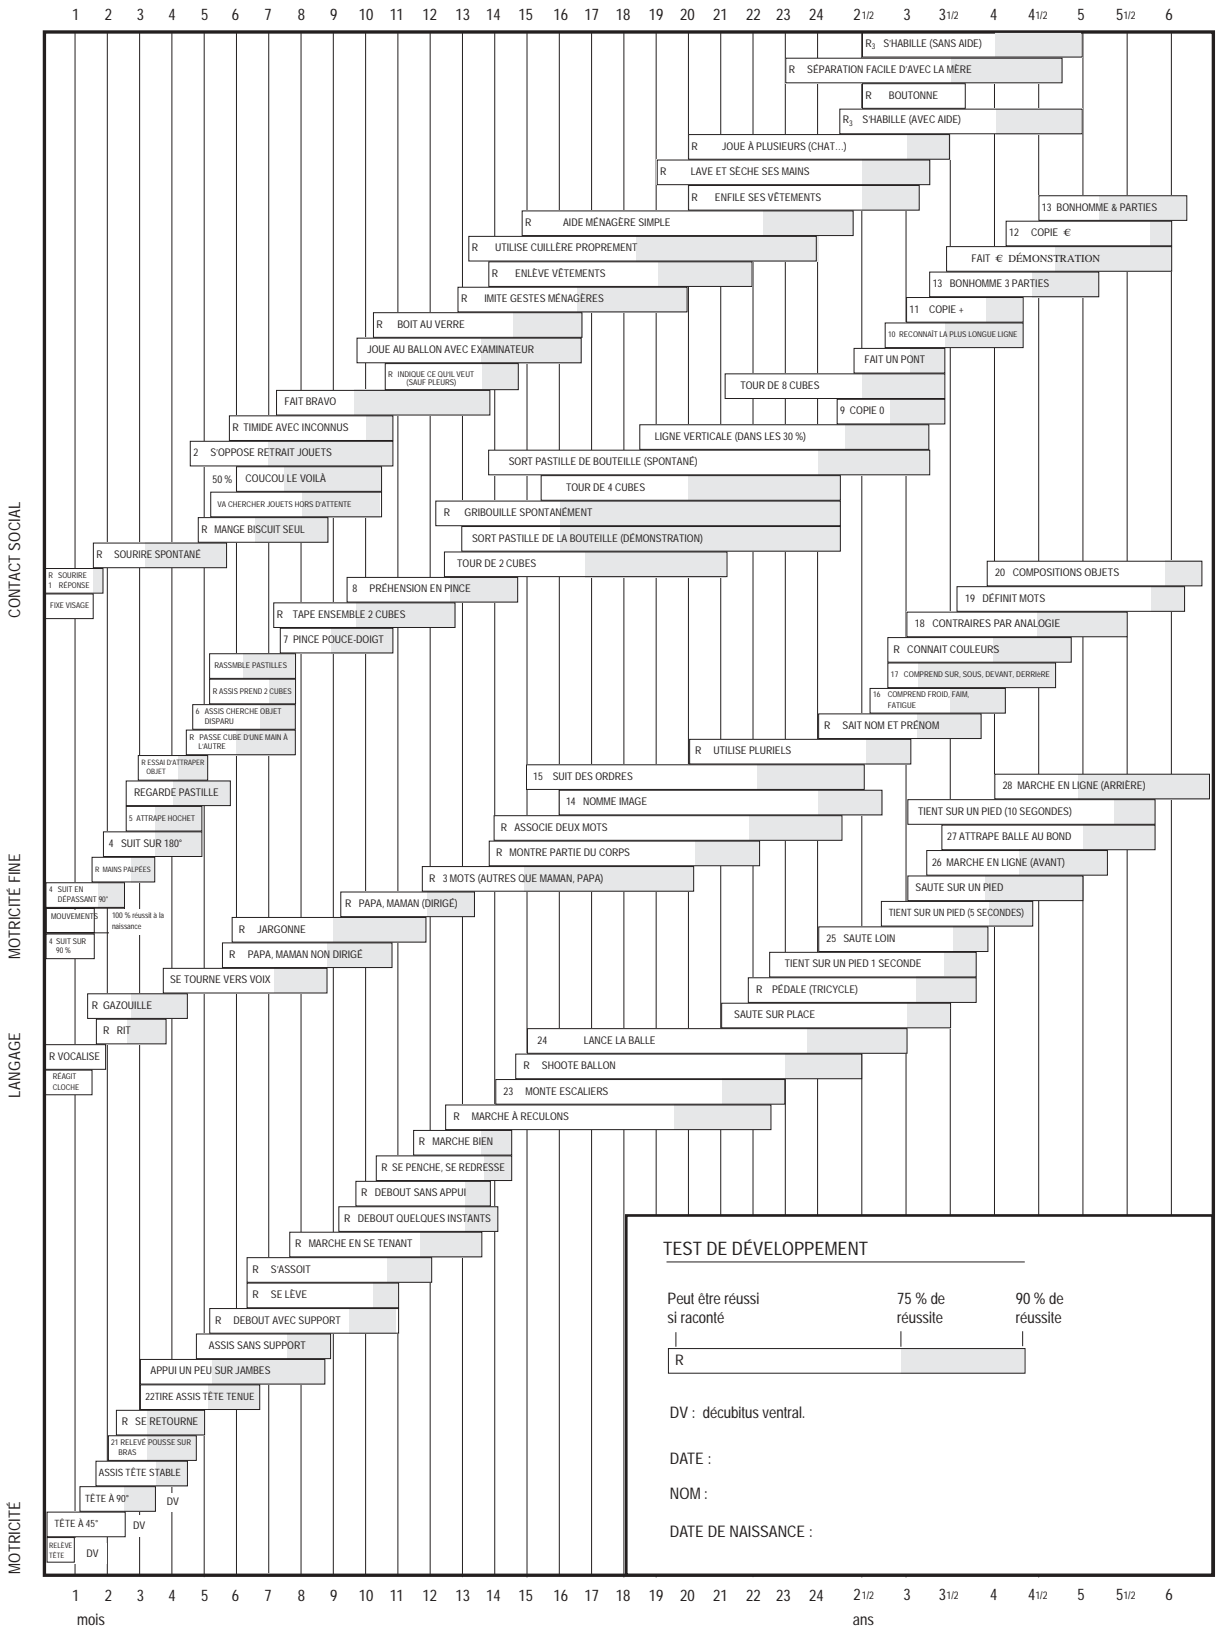 1 2 3 4 5 6 7 8 9 10 11 12 13 14 15 16 17 18 19 20 21 22 23 24 2 1/2 3 3 1/2 4 4 1/2 5 5 1/2 6
R3 S'HABILLE (SANS AIDE)
R SÉPARATION FACILE D'AVEC LA MÈRE
R BOUTONNE
R3 S'HABILLE (AVEC AIDE)
R JOUE À PLUSIEURS (CHAT...)
R LAVE ET SÈCHE SES MAINS
R ENFILE SES VÊTEMENTS
13 BONHOMME & PARTIES
R AIDE MÉNAGÈRE SIMPLE
12 COPIE €
R UTILISE CUILLÈRE PROPREMENT
FAIT € DÉMONSTRATION
R ENLÈVE VÊTEMENTS
13 BONHOMME 3 PARTIES
R IMITE GESTES MÉNAGÈRES
11 COPIE +
R BOIT AU VERRE
10 RECONNAÎT LA PLUS LONGUE LIGNE
JOUE AU BALLON AVEC EXAMINATEUR
FAIT UN PONT
R INDIQUE CE QU'IL VEUT
(SAUF PLEURS)
TOUR DE 8 CUBES
FAIT BRAVO
9 COPIE 0
R TIMIDE AVEC INCONNUS
LIGNE VERTICALE (DANS LES 30 %)
2 S'OPPOSE RETRAIT JOUETS
SORT PASTILLE DE BOUTEILLE (SPONTANÉ)
50 % COUCOU LE VOILÀ
TOUR DE 4 CUBES
VA CHERCHER JOUETS HORS D'ATTENTE
R GRIBOUILLE SPONTANÉMENT
R MANGE BISCUIT SEUL
SORT PASTILLE DE LA BOUTEILLE (DÉMONSTRATION)
CONTACT SOCIAL
R SOURIRE SPONTANÉ
TOUR DE 2 CUBES
R SOURIRE
1 RÉPONSE
20 COMPOSITIONS OBJETS
8 PRÉHENSION EN PINCE
FIXE VISAGE
19 DÉFINIT MOTS
R TAPE ENSEMBLE 2 CUBES
18 CONTRAIRES PAR ANALOGIE
7 PINCE POUCE-DOIGT
R CONNAIT COULEURS
RASSMBLE PASTILLES
17 COMPREND SUR, SOUS, DEVANT, DERRIèRE
R ASSIS PREND 2 CUBES
16 COMPREND FROID, FAIM,
FATIGUE
6 ASSIS CHERCHE OBJET
DISPARU
R SAIT NOM ET PRÉNOM
R PASSE CUBE D'UNE MAIN À
L'AUTRE
R UTILISE PLURIELS
R ESSAI D'ATTRAPER
OBJET
15 SUIT DES ORDRES
28 MARCHE EN LIGNE (ARRIÈRE)
REGARDE PASTILLE
14 NOMME IMAGE
TIENT SUR UN PIED (10 SEGONDES)
5 ATTRAPE HOCHET
R ASSOCIE DEUX MOTS
27 ATTRAPE BALLE AU BOND
4 SUIT SUR 180°
R MONTRE PARTIE DU CORPS
26 MARCHE EN LIGNE (AVANT)
MOTRICITÉ FINE
R MAINS PALPÉES
R 3 MOTS (AUTRES QUE MAMAN, PAPA)
SAUTE SUR UN PIED
4 SUIT EN
DÉPASSANT 90°
R PAPA, MAMAN (DIRIGÉ)
TIENT SUR UN PIED (5 SECONDES)
MOUVEMENTS
100 % réussit à la
naissance
R JARGONNE
25 SAUTE LOIN
4 SUIT SUR
90 %
R PAPA, MAMAN NON DIRIGÉ
TIENT SUR UN PIED 1 SECONDE
SE TOURNE VERS VOIX
R PÉDALE (TRICYCLE)
R GAZOUILLE
SAUTE SUR PLACE
R RIT
24 LANCE LA BALLE
LANGAGE
R VOCALISE
R SHOOTE BALLON
RÉAGIT
CLOCHE
23 MONTE ESCALIERS
R MARCHE À RECULONS
R MARCHE BIEN
R SE PENCHE, SE REDRESSE
R DEBOUT SANS APPUI
R DEBOUT QUELQUES INSTANTS
R MARCHE EN SE TENANT
R S'ASSOIT
R SE LÈVE
R DEBOUT AVEC SUPPORT
ASSIS SANS SUPPORT
APPUI UN PEU SUR JAMBES
22TIRE ASSIS TÊTE TENUE
R SE RETOURNE
21 RELEVÉ POUSSE SUR
BRAS
ASSIS TÊTE STABLE
TÊTE À 90°
DV
TÊTE À 45°
DV
MOTRICITÉ
RELÈVE
TÊTE
DV
TEST DE DÉVELOPPEMENT
Peut être réussi
si raconté
75 % de
réussite
90 % de
réussite
R
DV : décubitus ventral.
DATE :
NOM :
DATE DE NAISSANCE :
1 2 3 4 5 6 7 8 9 10 11 12 13 14 15 16 17 18 19 20 21 22 23 24 2 1/2 3 3 1/2 4 4 1/2 5 5 1/2 6
mois ans